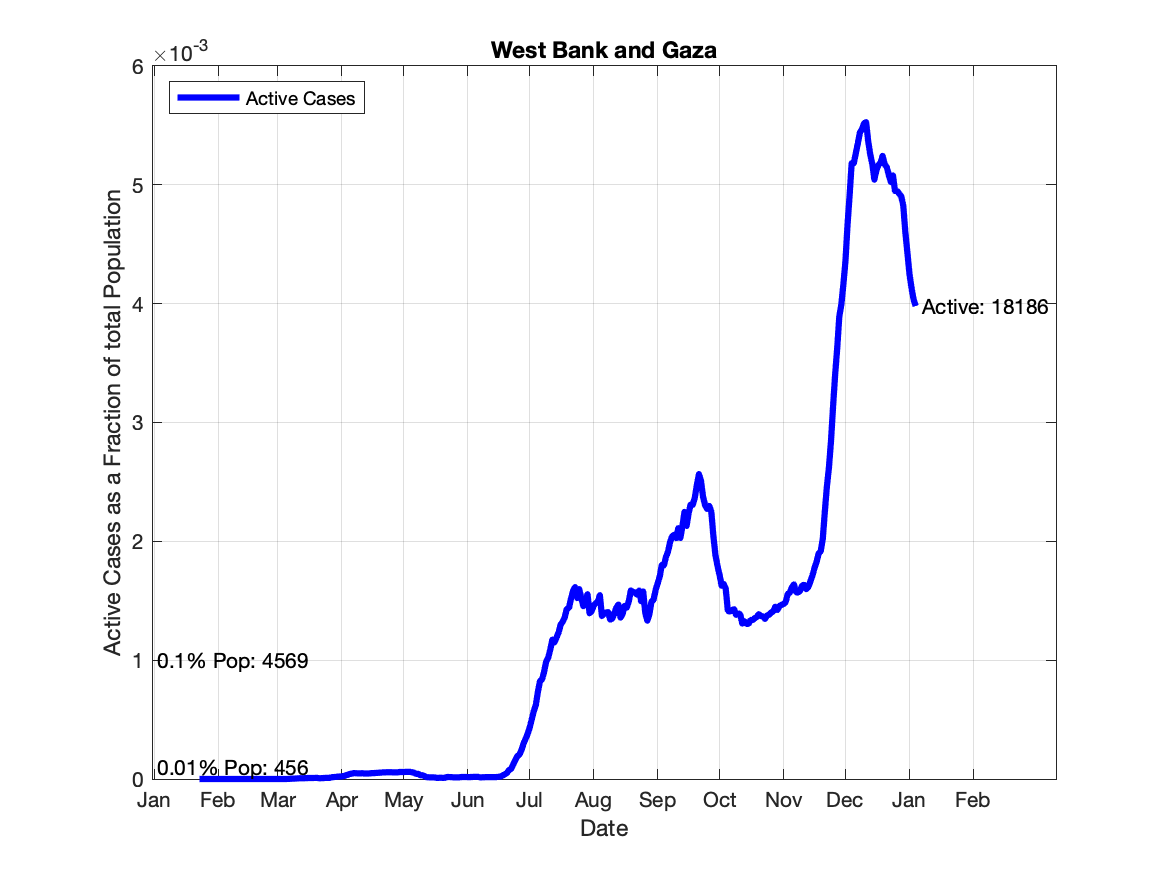 West Bank and Gaza
×10-3
Active Cases
6
5
4
3
2
1
0
Active Cases as a Fraction of total Population
Active: 18186
0.1% Pop: 4569
0.01% Pop: 456
Jan Feb Mar Apr May Jun Jul Aug Sep Oct Nov Dec Jan Feb
Date